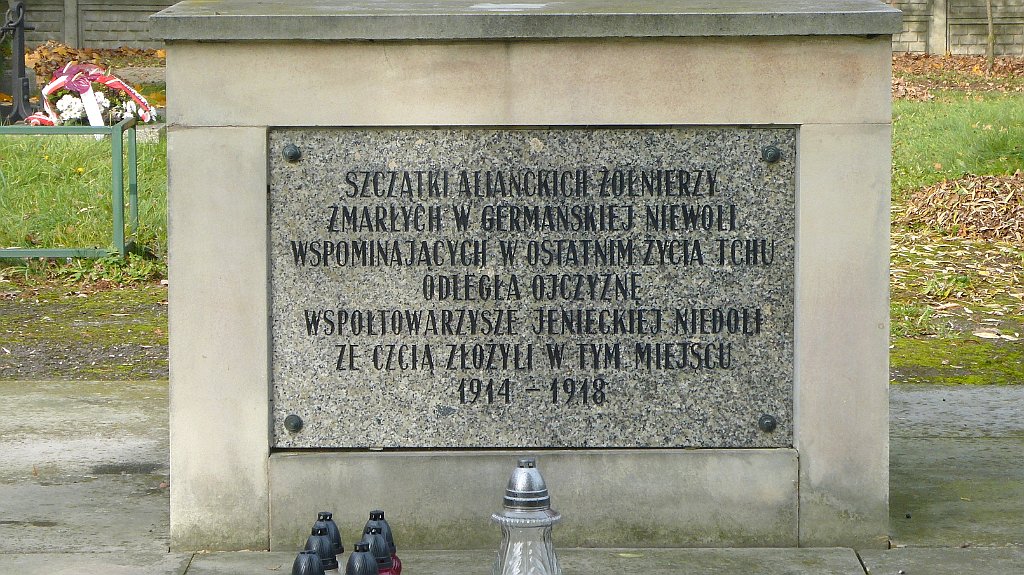 SZCZĄTKI ALIANCKICH ŻOŁNIERZY
ZMARŁYCH W GERMAŃSKIEJ NIEWOLI
WSPOMINAJĄCYCH W OSTATNIM ŻYCIA TCHU
ODLEGŁĄ OJCZYZNĘ
WSPÓŁTOWARZYSZE JENIECKIEJ NIEDOLI
ZE CZCIĄ ZŁOŻYLI W TYM MIEJSCU
1914 - 1918